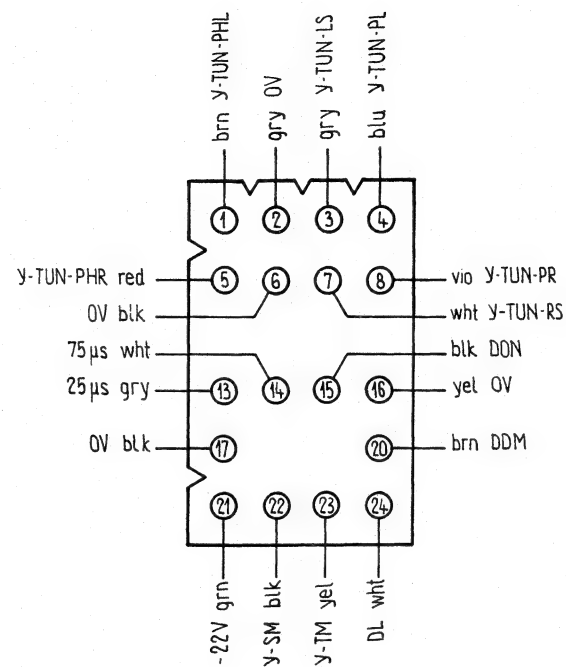 brn Y-TUN-PHL
gry 0V
gry Y-TUN-LS
blu Y-TUN-PL
1 2 3 4
Y-TUN-PHR red 5 6 7 8 vio Y-TUN-PR
0V blk
wht Y-TUN-RS
75µs wht
blk DON
25µs gry 13 14 15 16 yel 0V
0V blk 17 20 brn DDM
21 22 23 24
-22V grn
Y-SM blk
Y-TM yel
DL wht